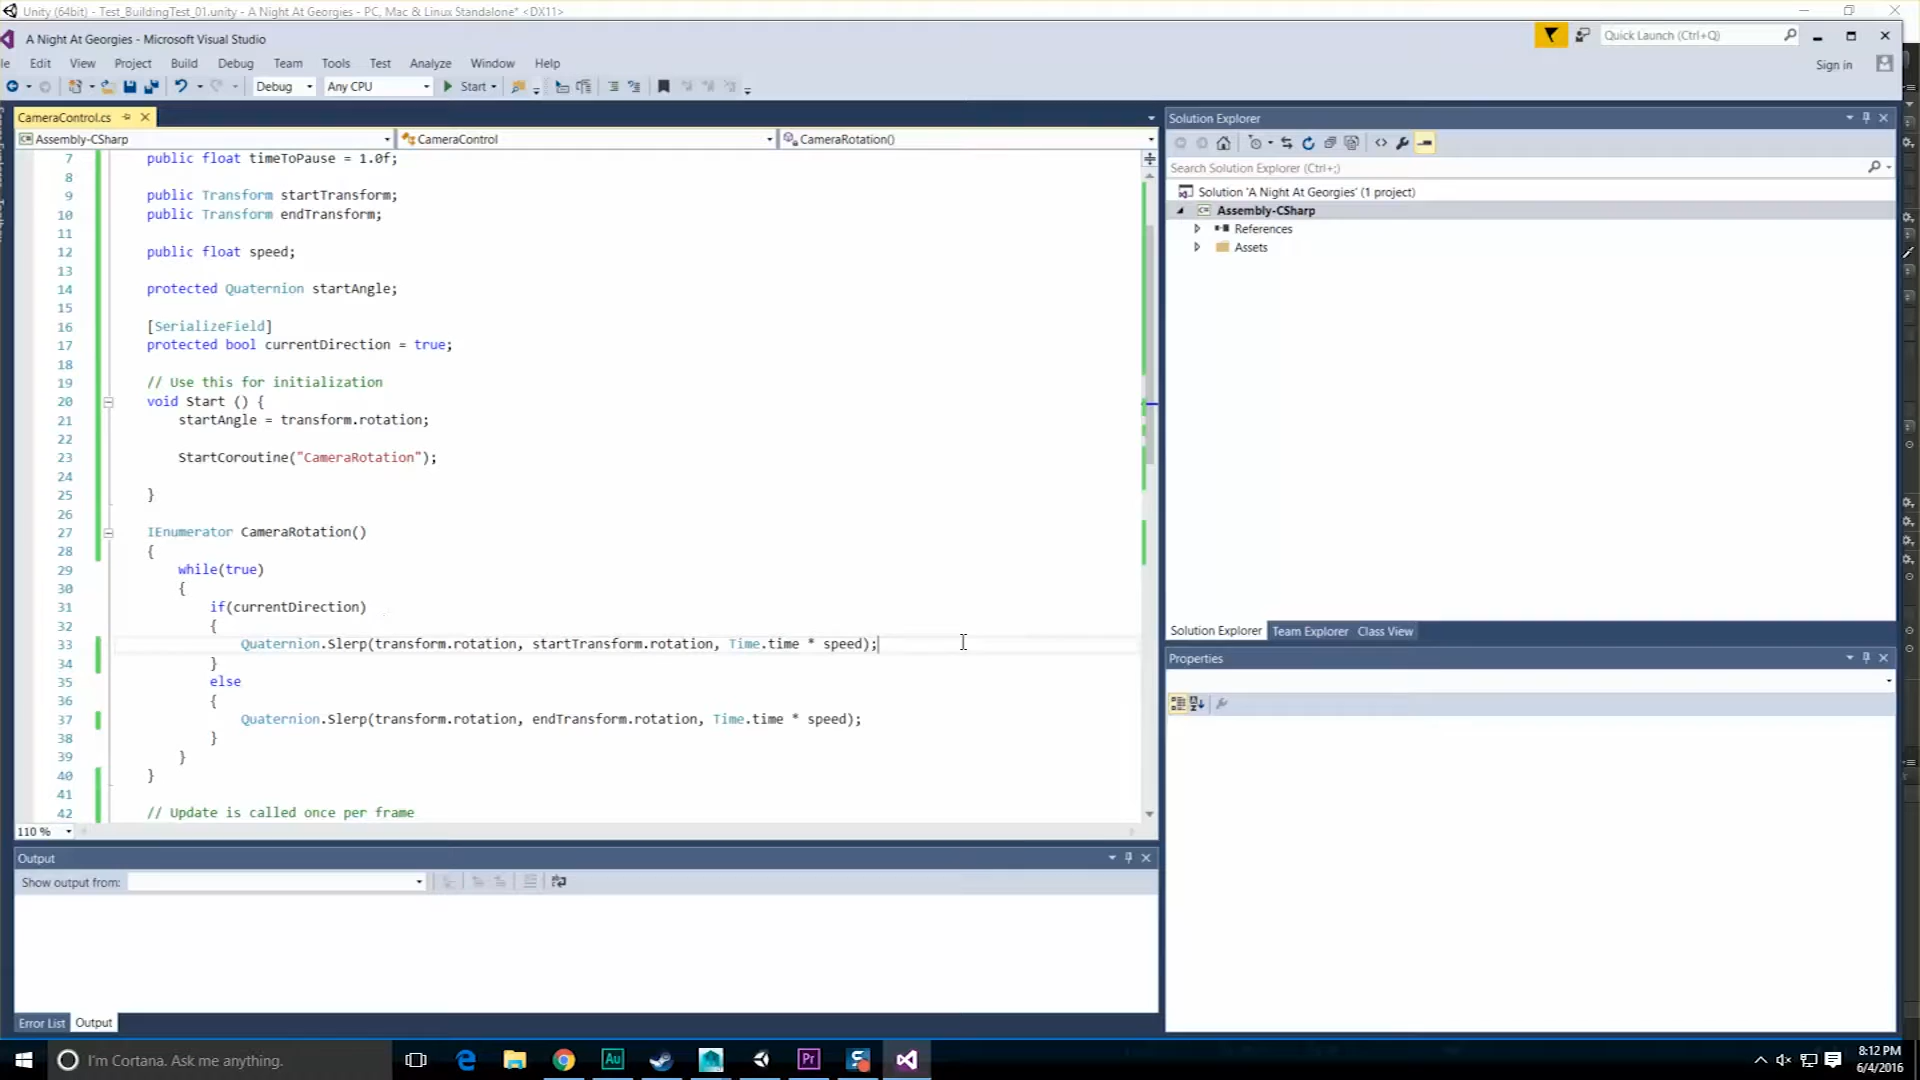 Unity (64bit) - Test_BuildingTest_01.unity - A Night At Georgies - PC, Mac & Linux Standalone* <DX11>
A Night At Georgies - Microsoft Visual Studio
Quick Launch (Ctrl+Q)
le Edit View Project Build Debug Team Tools Test Analyze Window Help
Sign in
Debug Any CPU Start
CameraControl.cs
Assembly-CSharp CameraControl CameraRotation()
7 public float timeToPause = 1.0f;
8
9 public Transform startTransform;
10 public Transform endTransform;
11
12 public float speed;
13
14 protected Quaternion startAngle;
15
16 [SerializeField]
17 protected bool currentDirection = true;
18
19 // Use this for initialization
20 void Start () {
21 startAngle = transform.rotation;
22
23 StartCoroutine("CameraRotation");
24
25 }
26
27 IEnumerator CameraRotation()
28 {
29 while(true)
30 {
31 if(currentDirection)
32 {
33 Quaternion.Slerp(transform.rotation, startTransform.rotation, Time.time * speed);
34 }
35 else
36 {
37 Quaternion.Slerp(transform.rotation, endTransform.rotation, Time.time * speed);
38 }
39 }
40 }
41
42 // Update is called once per frame
110 %
Output
Show output from:
Error List Output
Solution Explorer
Search Solution Explorer (Ctrl+;)
Solution 'A Night At Georgies' (1 project)
Assembly-CSharp
References
Assets
Solution Explorer Team Explorer Class View
Properties
I'm Cortana. Ask me anything.
Au
Pr
8:12 PM
6/4/2016